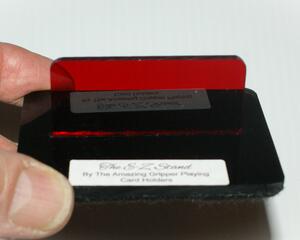 The E-Z Stand
By The Amazing Gripper Playing
Card Holders